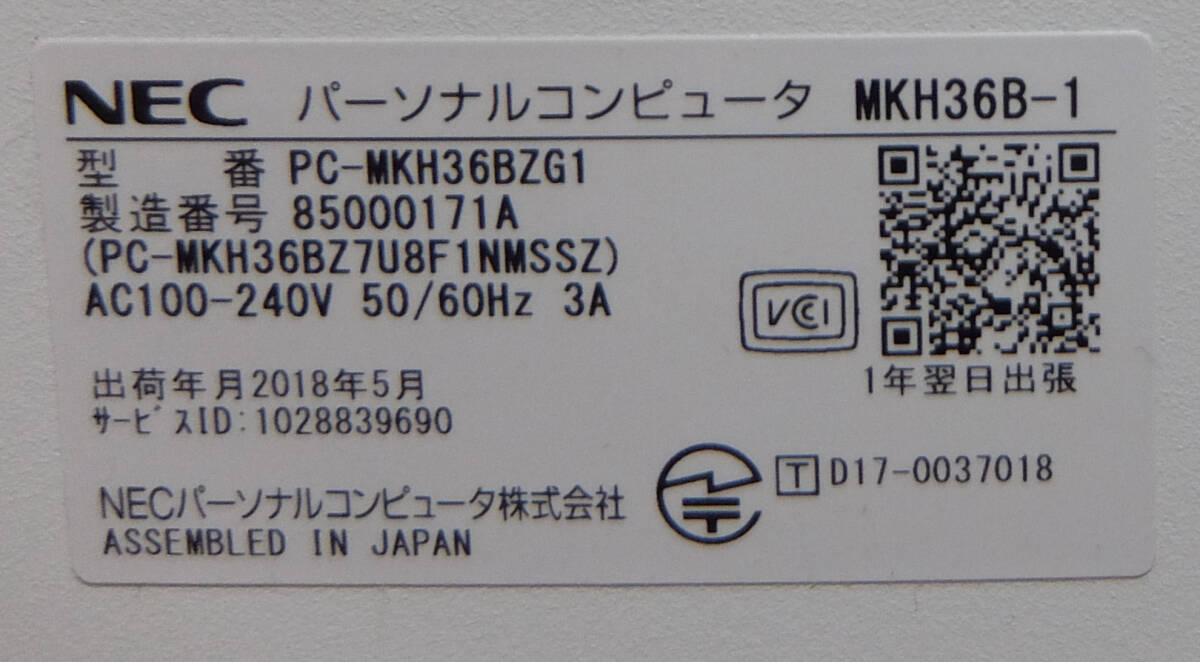 NEC パーソナルコンピュータ MKH36B-1
型 番 PC-MKH36BZG1
製造番号 85000171A
(PC-MKH36BZ7U8F1NMSSZ)
AC100-240V 50/60Hz 3A
VCCI
1年翌日出張
出荷年月2018年5月
ｻｰﾋﾞｽID:1028839690
T D17-0037018
NECパーソナルコンピュータ株式会社
ASSEMBLED IN JAPAN